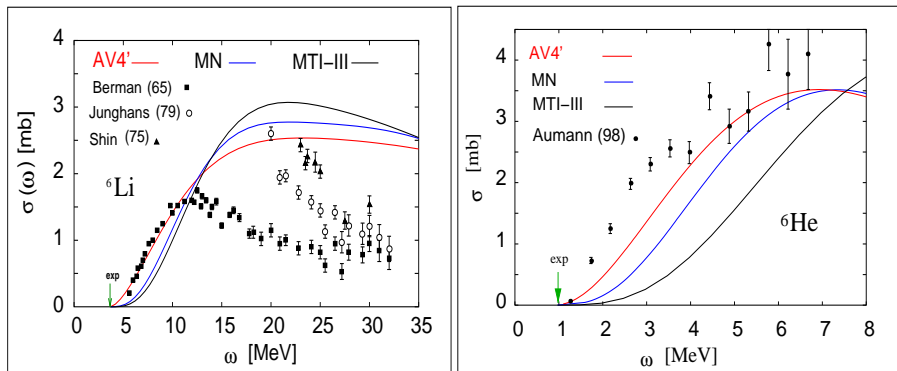 4
3
2
1
0
σ(ω) [mb]
AV4' MN MTI–III
Berman (65)
Junghans (79)
Shin (75)
⁶Li
exp
0 5 10 15 20 25 30 35
ω [MeV]
4
3
2
1
0
σ [mb]
AV4'
MN
MTI–III
Aumann (98)
⁶He
exp
0 1 2 3 4 5 6 7 8
ω [MeV]